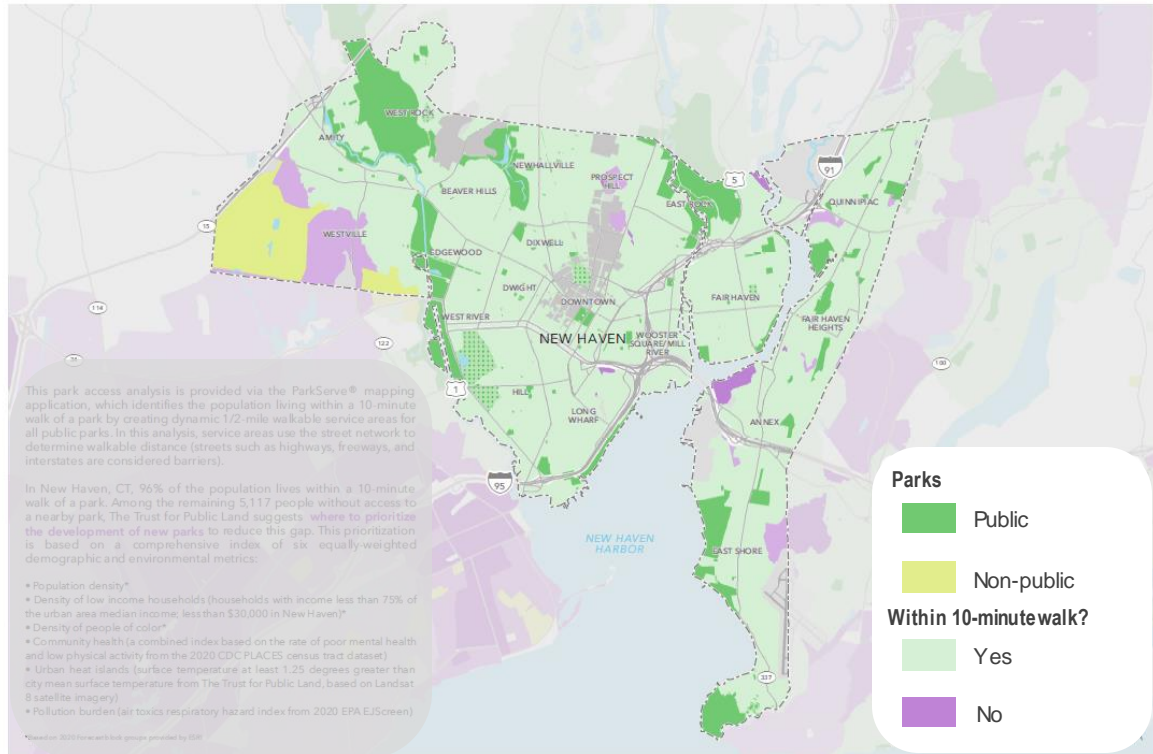 WEST ROCK
AMITY
NEWHALLVILLE
PROSPECT
HILL
5
91
BEAVER HILLS
EAST ROCK
QUINNIPIAC
15
WESTVILLE
DIXWELL
EDGEWOOD
DWIGHT
DOWNTOWN
FAIR HAVEN
114
WEST RIVER
FAIR HAVEN
HEIGHTS
NEW HAVEN
WOOSTER
SQUARE/MILL
RIVER
122
1
HILL
LONG
WHARF
ANNEX
95
NEW HAVEN
HARBOR
EAST SHORE
337
This park access analysis is provided via the ParkServe® mapping
application, which identifies the population living within a 10-minute
walk of a park by creating dynamic 1/2-mile walkable service areas for
all public parks. In this analysis, service areas use the street network to
determine walkable distance (streets such as highways, freeways, and
interstates are considered barriers).
In New Haven, CT, 96% of the population lives within a 10-minute
walk of a park. Among the remaining 5,117 people without access to
a nearby park, The Trust for Public Land suggests where to prioritize
the development of new parks to reduce this gap. This prioritization
is based on a comprehensive index of six equally-weighted
demographic and environmental metrics:
• Population density*
• Density of low income households (households with income less than 75% of
the urban area median income; less than $30,000 in New Haven)*
• Density of people of color*
• Community health (a combined index based on the rate of poor mental health
and low physical activity from the 2020 CDC PLACES census tract dataset)
• Urban heat islands (surface temperature at least 1.25 degrees greater than
city mean surface temperature from The Trust for Public Land, based on Landsat
8 satellite imagery)
• Pollution burden (air toxics respiratory hazard index from 2020 EPA EJScreen)
Parks
Public
Non-public
Within 10-minute walk?
Yes
No